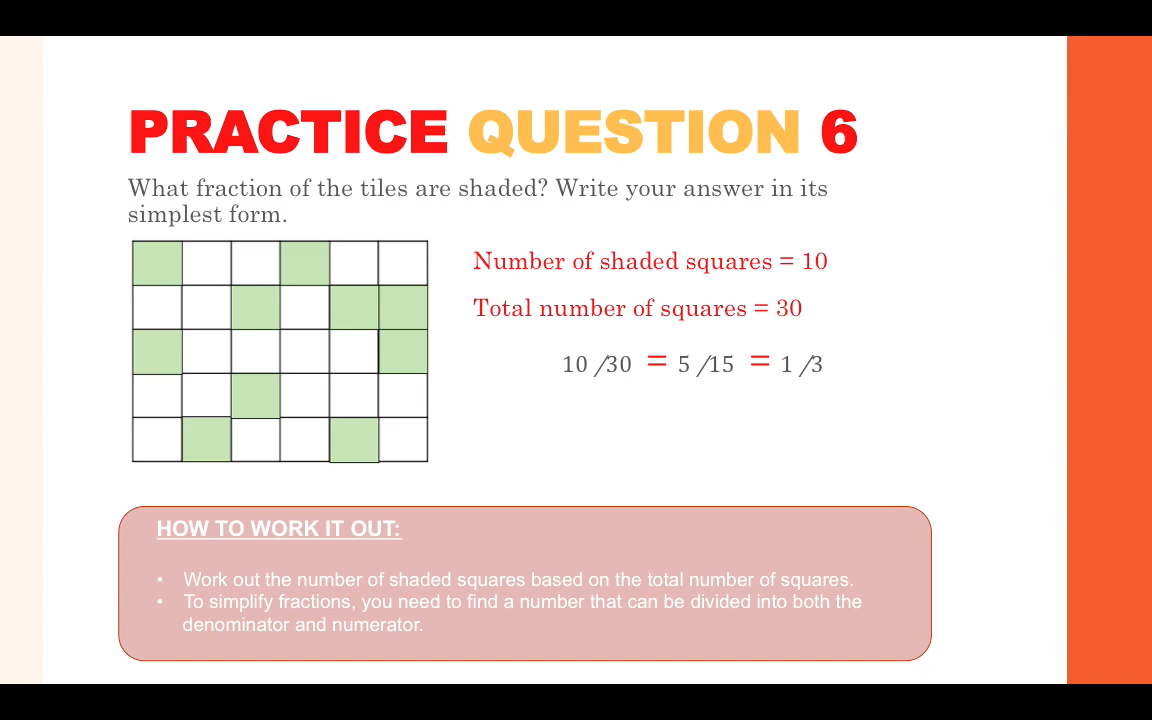 PRACTICE QUESTION 6
What fraction of the tiles are shaded? Write your answer in its
simplest form.
Number of shaded squares = 10
Total number of squares = 30
10 /30 = 5 /15 = 1 /3
HOW TO WORK IT OUT:
• Work out the number of shaded squares based on the total number of squares.
• To simplify fractions, you need to find a number that can be divided into both the
denominator and numerator.